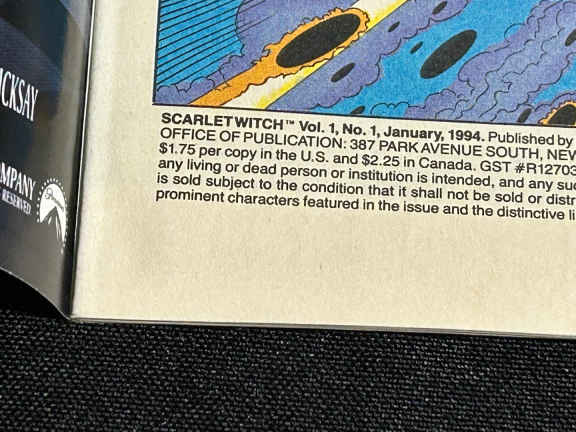 CKSAY
MPANY
RESERVED
SCARLET WITCH™ Vol. 1, No. 1, January, 1994. Published by
OFFICE OF PUBLICATION: 387 PARK AVENUE SOUTH, NEW
$1.75 per copy in the U.S. and $2.25 in Canada. GST #R12703
any living or dead person or institution is intended, and any suc
is sold subject to the condition that it shall not be sold or distr
prominent characters featured in the issue and the distinctive li